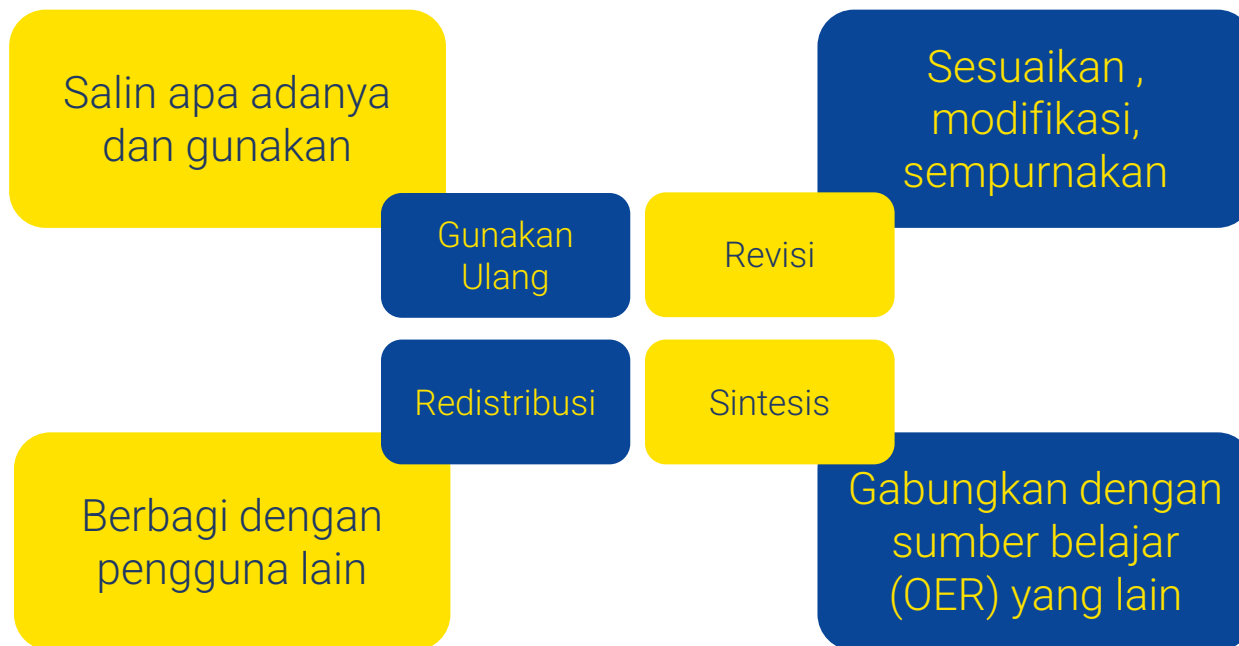 Salin apa adanya
dan gunakan
Sesuaikan ,
modifikasi,
sempurnakan
Gunakan
Ulang
Revisi
Redistribusi
Sintesis
Berbagi dengan
pengguna lain
Gabungkan dengan
sumber belajar
(OER) yang lain